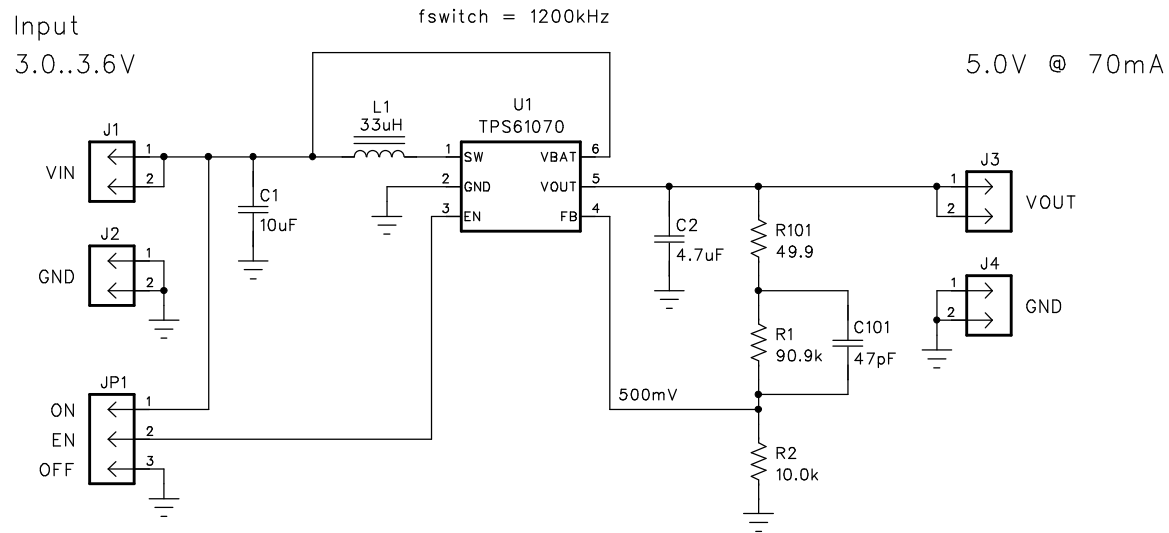 fswitch = 1200kHz
Input
3.0..3.6V
5.0V @ 70mA
J1
VIN
1
2
J2
GND
1
2
JP1
ON
EN
OFF
1
2
3
C1
10uF
L1
33uH
U1
TPS61070
1
SW
2
GND
3
EN
VBAT
6
VOUT
5
FB
4
C2
4.7uF
R101
49.9
R1
90.9k
C101
47pF
500mV
R2
10.0k
J3
1
2
VOUT
J4
1
2
GND